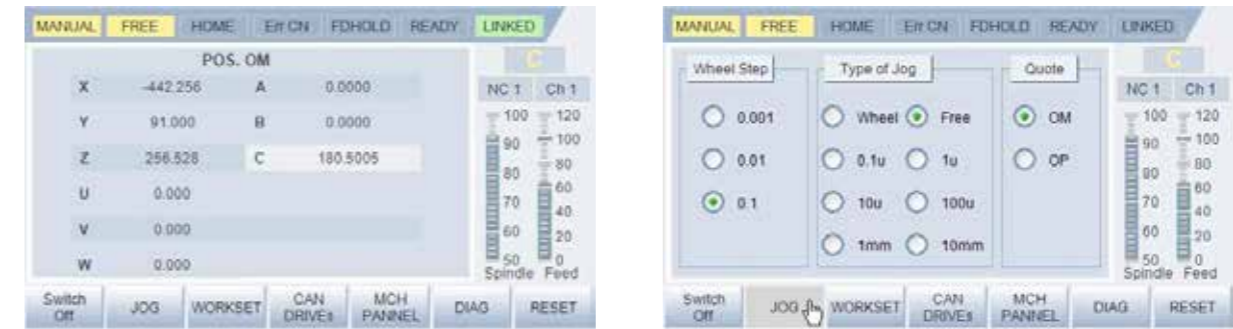 MANUAL FREE HOME Err CN FDHOLD READY LINKED
POS. OM
C
X -442.256 A 0.0000
NC 1 Ch 1
Y 91.000 B 0.0000
100 120
90 100
Z 256.528 C 180.5005
80 80
U 0.000
70 60
40
V 0.000
60 20
W 0.000
50 0
Spindle Feed
Switch Off JOG WORKSET CAN DRIVEs MCH PANNEL DIAG RESET
MANUAL FREE HOME Err CN FDHOLD READY LINKED
Wheel Step Type of Jog Quote
C
NC 1 Ch 1
0.001 Wheel Free OM
100 120
90 100
0.01 0.1u 1u OP
80 80
0.1 10u 100u
70 60
40
1mm 10mm
60 20
50 0
Spindle Feed
Switch Off JOG WORKSET CAN DRIVEs MCH PANNEL DIAG RESET